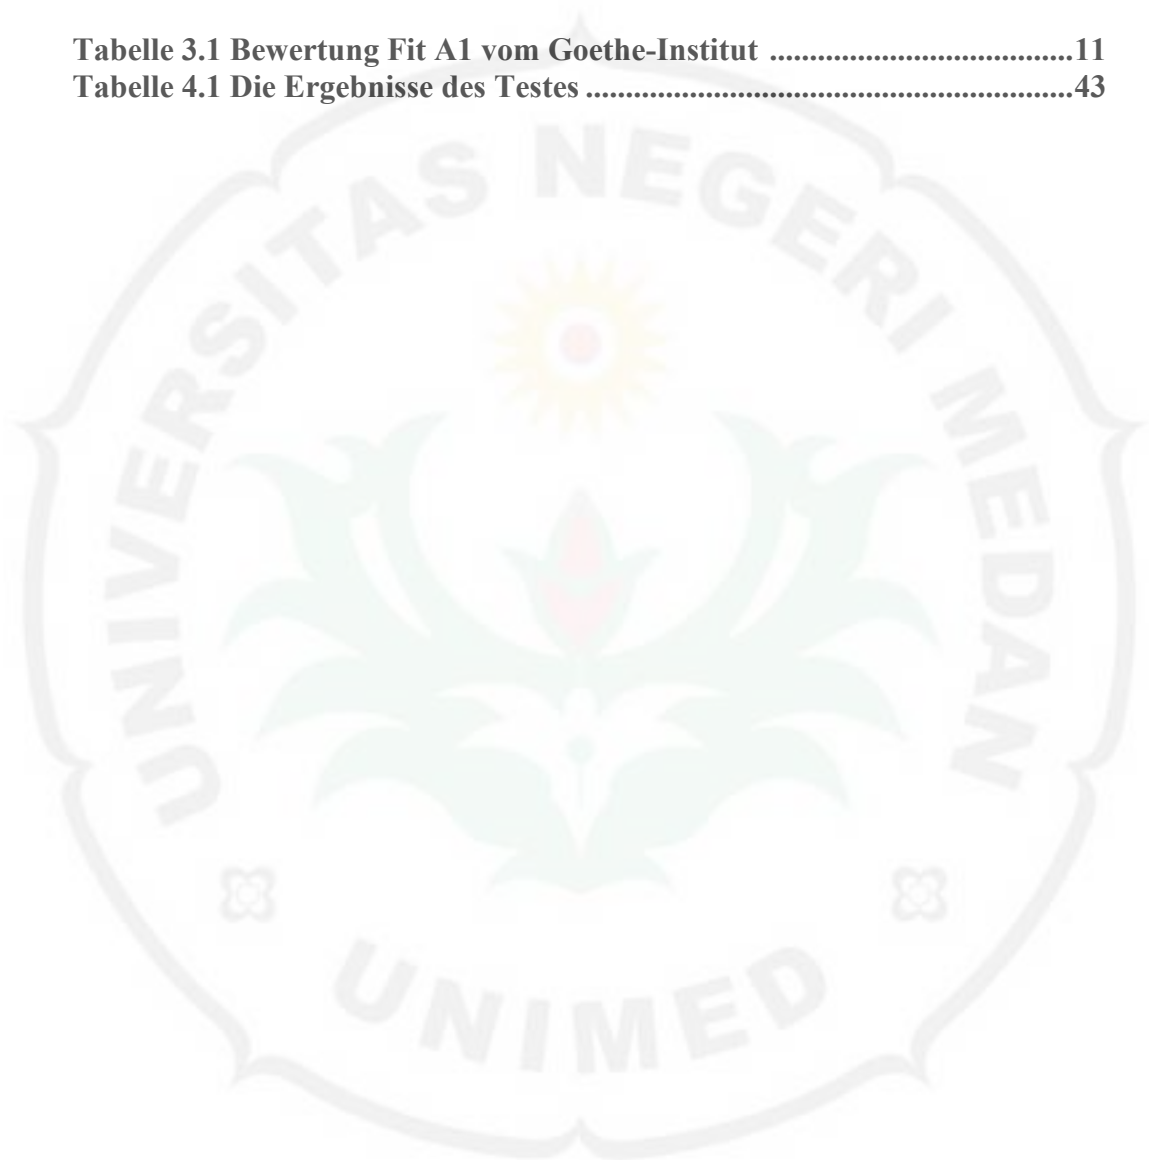 Tabelle 3.1 Bewertung Fit A1 vom Goethe-Institut ......................................11
Tabelle 4.1 Die Ergebnisse des Testes .............................................................43
UNIVERSITAS NEGERI MEDAN
UNIMED